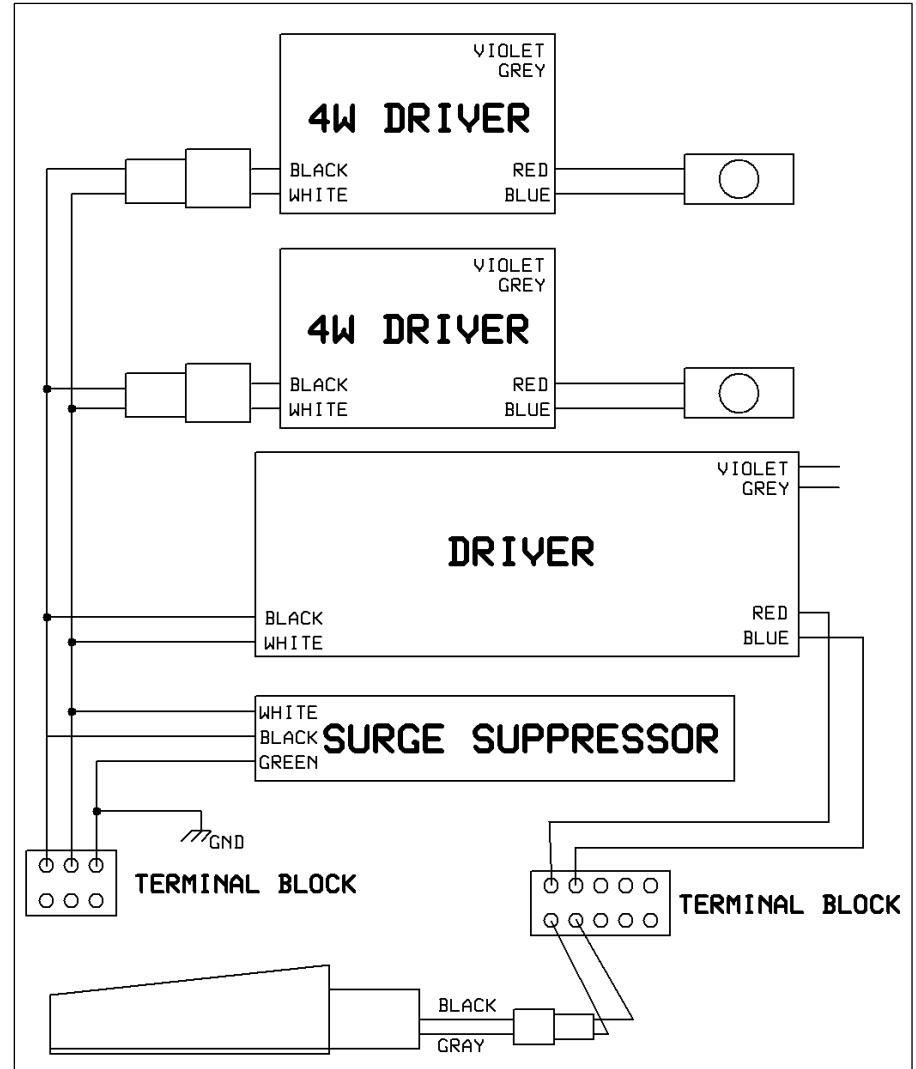 VIOLET
GREY
4W DRIVER
BLACK
RED
WHITE
BLUE
VIOLET
GREY
4W DRIVER
BLACK
RED
WHITE
BLUE
VIOLET
GREY
DRIVER
BLACK
RED
WHITE
BLUE
WHITE
BLACK
SURGE SUPPRESSOR
GREEN
GND
TERMINAL BLOCK
TERMINAL BLOCK
BLACK
GRAY